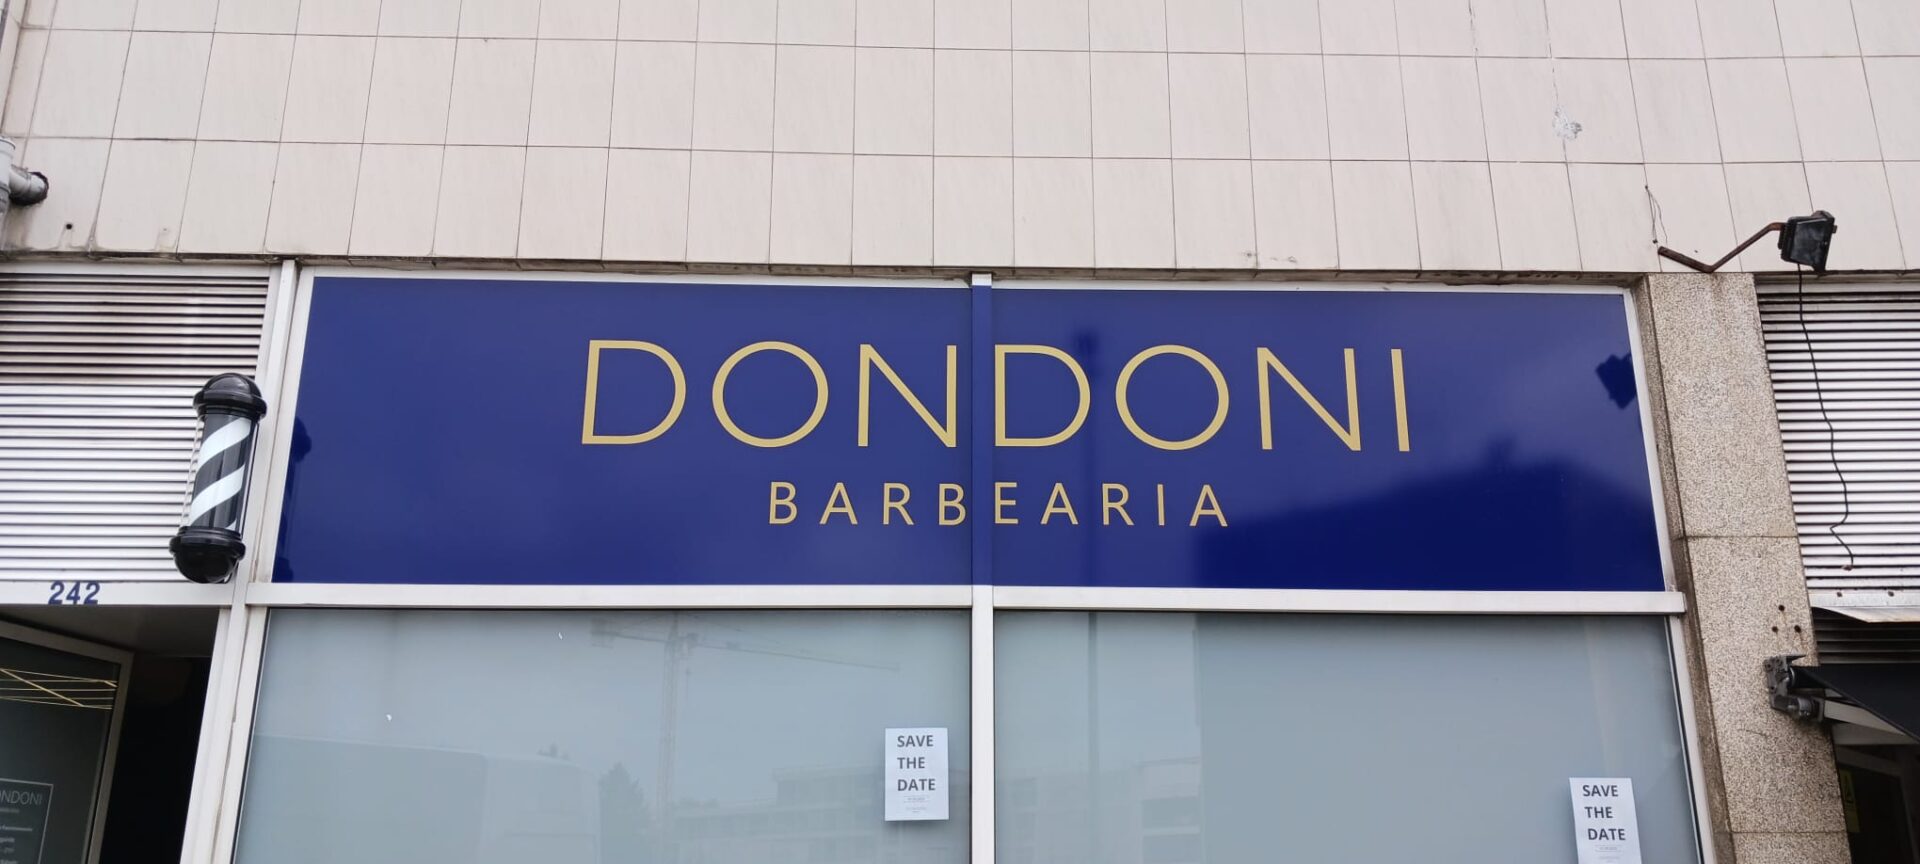 DONDONI
BARBEARIA
242
SAVE
THE
DATE
SAVE
THE
DATE